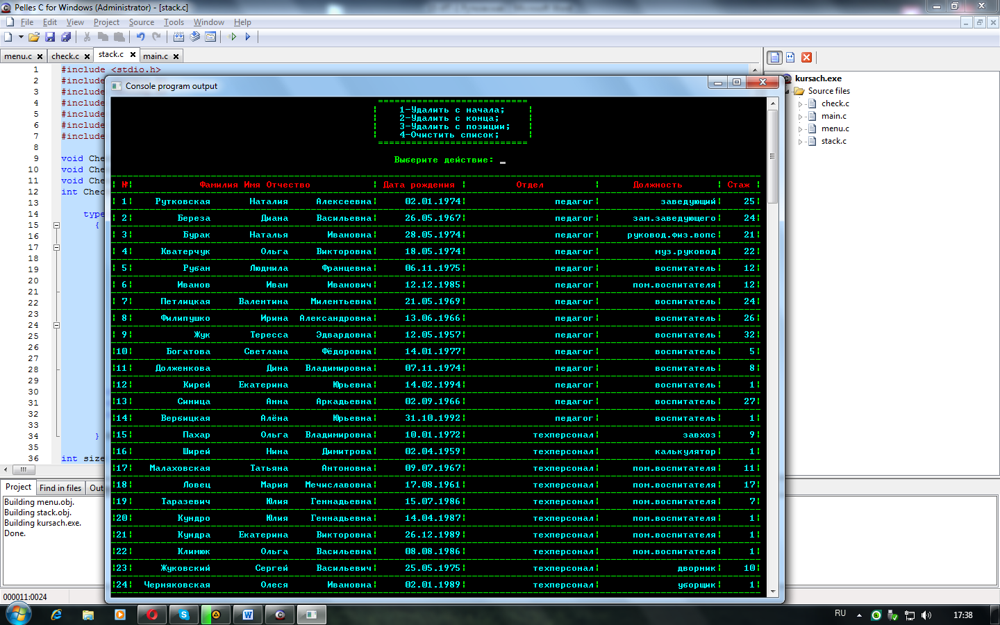 Pelles C for Windows (Administrator) - [stack.c]
File Edit View Project Source Tools Window Help
menu.c check.c stack.c main.c
1 #include <stdio.h>
2 #include
3 #include
4 #include
5 #include
6 #include
7 #include
8
9 void Che
10 void Che
11 void Che
12 int Chec
13
14 type
15 {
16
17
18
19
20
21
22
23
24
25
26
27
28
29
30
31
32
33
34 }
35
36 int size
kursach.exe
Source files
check.c
main.c
menu.c
stack.c
Console program output
1-Удалить с начала;
2-Удалить с конца;
3-Удалить с позиции;
4-Очистить список;
Выберите действие: _
№| Фамилия Имя Отчество | Дата рождения | Отдел | Должность | Стаж |
| 1| Рутковская Наталия Алексеевна| 02.01.1974| педагог| заведующий| 25|
| 2| Береза Диана Васильевна| 26.05.1967| педагог| зам.заведующего| 24|
| 3| Бурак Наталья Ивановна| 28.05.1974| педагог| руковод.физ.вопс| 21|
| 4| Кватерчук Ольга Викторовна| 18.05.1974| педагог| муз.руковод| 22|
| 5| Рубан Людмила Францевна| 06.11.1975| педагог| воспитатель| 12|
| 6| Иванов Иван Иванович| 12.12.1985| педагог| пом.воспитателя| 12|
| 7| Петлицкая Валентина Милентьевна| 21.05.1969| педагог| воспитатель| 24|
| 8| Филипушко Ирина Александровна| 13.06.1966| педагог| воспитатель| 26|
| 9| Жук Тересса Эдвардовна| 12.05.1957| педагог| воспитатель| 32|
|10| Богатова Светлана Фёдоровна| 14.01.1977| педагог| воспитатель| 5|
|11| Долженкова Дина Владимировна| 07.11.1974| педагог| воспитатель| 8|
|12| Кирей Екатерина Юрьевна| 14.02.1994| педагог| воспитатель| 1|
|13| Синица Анна Аркадьевна| 02.09.1966| педагог| воспитатель| 27|
|14| Вербицкая Алёна Юрьевна| 31.10.1992| педагог| воспитатель| 1|
|15| Пахар Ольга Владимировна| 10.01.1972| техперсонал| завхоз| 9|
|16| Ширей Нина Димитрова| 02.04.1959| техперсонал| калькулятор| 1|
|17| Малаховская Татьяна Антоновна| 09.07.1967| техперсонал| пом.воспитателя| 11|
|18| Ловец Мария Мечиславовна| 17.08.1961| техперсонал| пом.воспитателя| 17|
|19| Таразевич Юлия Геннадьевна| 15.07.1986| техперсонал| пом.воспитателя| 7|
|20| Кундро Юлия Геннадьевна| 14.04.1987| техперсонал| пом.воспитателя| 1|
|21| Кундра Екатерина Викторовна| 26.12.1989| техперсонал| пом.воспитателя| 1|
|22| Климюк Ольга Васильевна| 08.08.1986| техперсонал| пом.воспитателя| 1|
|23| Жуковский Сергей Васильевич| 25.05.1975| техперсонал| дворник| 10|
|24| Черняковская Олеся Ивановна| 02.01.1989| техперсонал| уборщик| 1|
Project Find in files Out
Building menu.obj.
Building stack.obj.
Building kursach.exe.
Done.
000011:0024
RU 17:38